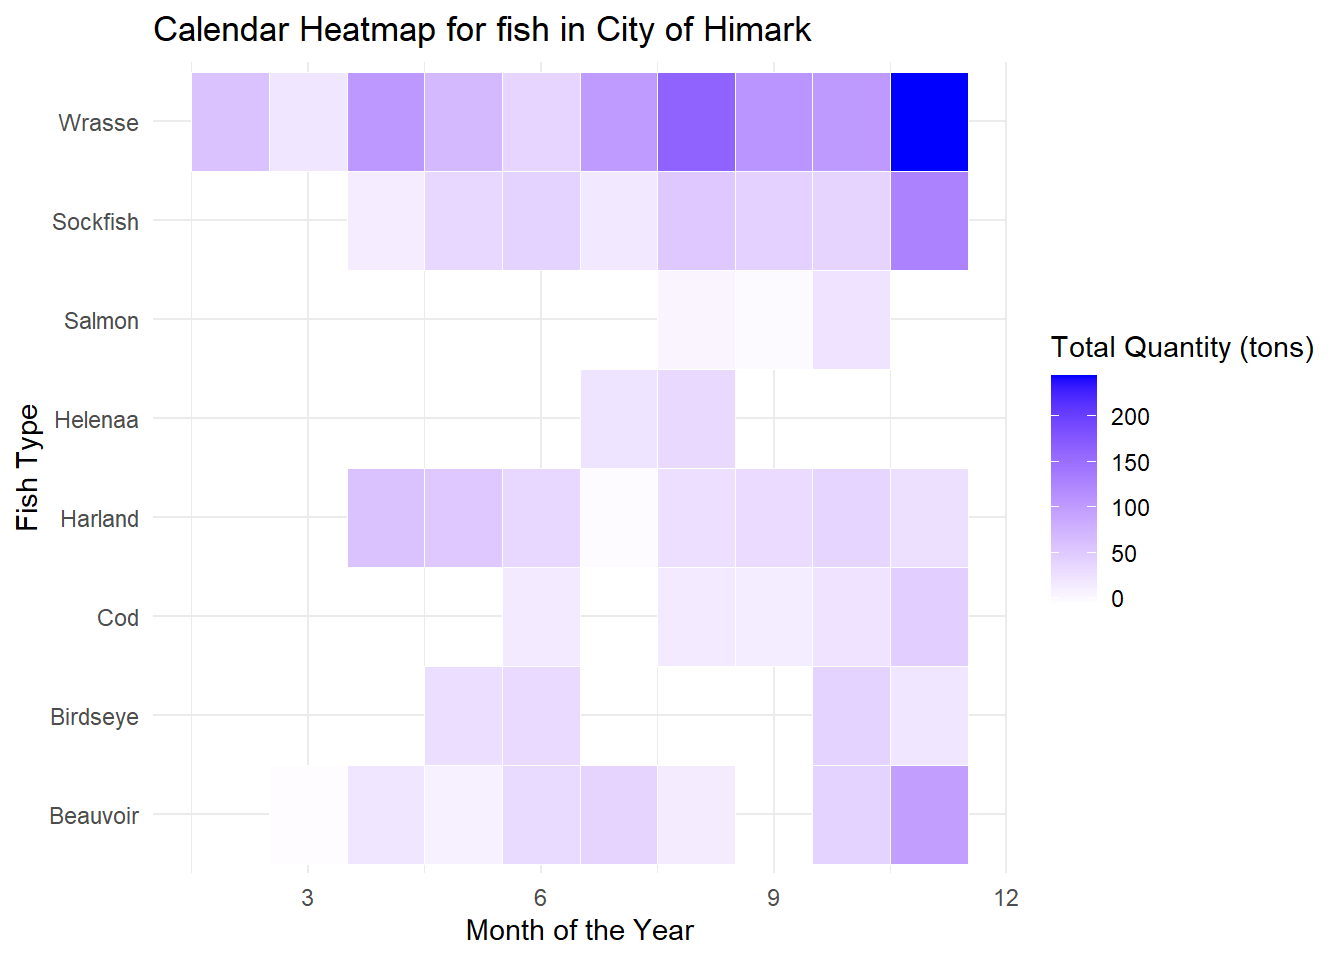 Calendar Heatmap for fish in City of Himark
Wrasse
Sockfish
Salmon
Helenaa
Harland
Cod
Birdseye
Beauvoir
Fish Type
3
6
9
12
Month of the Year
Total Quantity (tons)
200
150
100
50
0